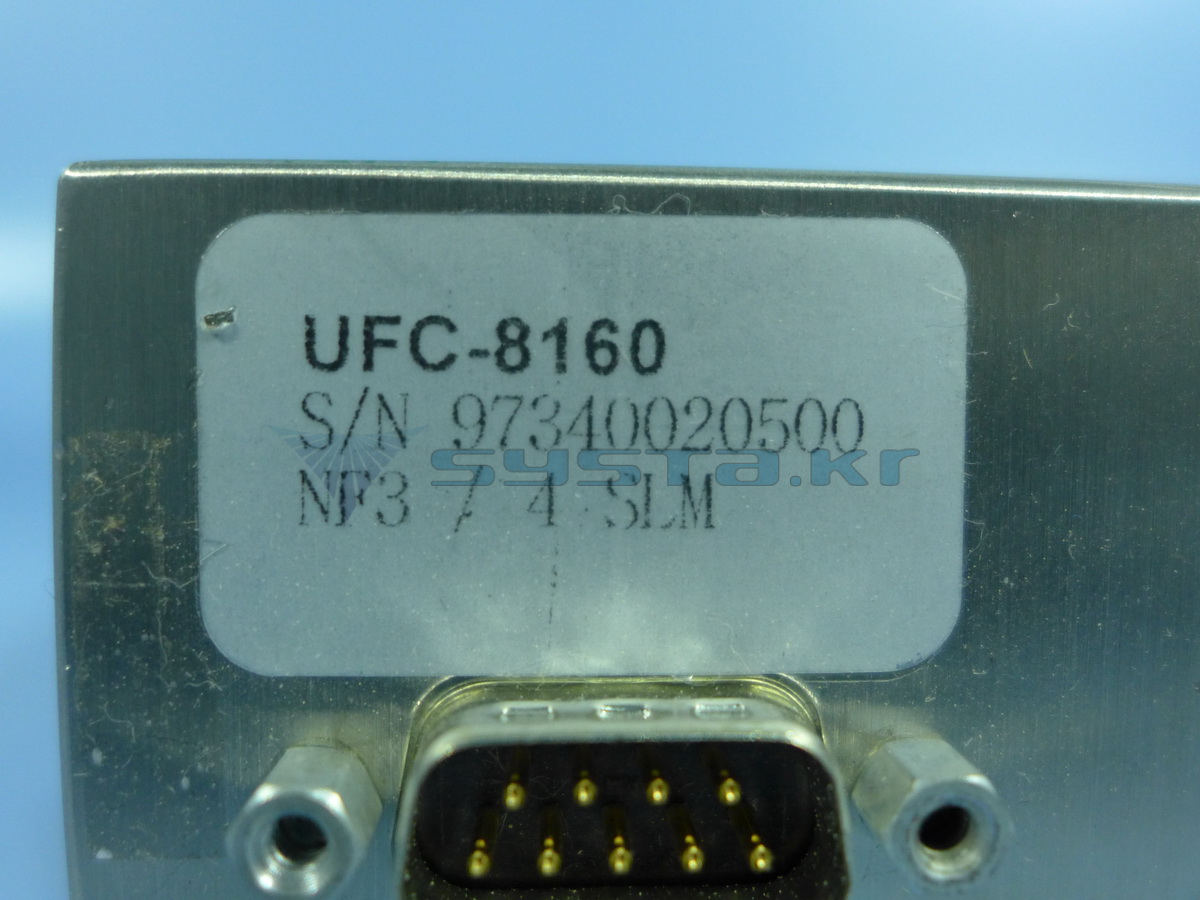 UFC-8160
S/N 97340020500
systa.kr
NF3 / 4 SLM